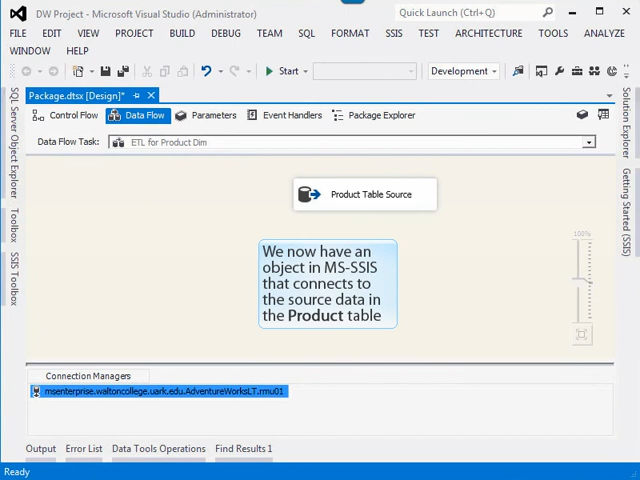 DW Project - Microsoft Visual Studio (Administrator)
Quick Launch (Ctrl+Q)
FILE EDIT VIEW PROJECT BUILD DEBUG TEAM SQL FORMAT SSIS TEST ARCHITECTURE TOOLS ANALYZE
WINDOW HELP
Start
Development
Package.dtsx [Design]*
Control Flow Data Flow Parameters Event Handlers Package Explorer
Data Flow Task: ETL for Product Dim
SQL Server Object Explorer
Toolbox
SSIS Toolbox
Solution Explorer
Getting Started (SSIS)
Product Table Source
We now have an
object in MS-SSIS
that connects to
the source data in
the Product table
100%
Connection Managers
msenterprise.waltoncollege.uark.edu.AdventureWorksLT.rmu01
Output Error List Data Tools Operations Find Results 1
Ready